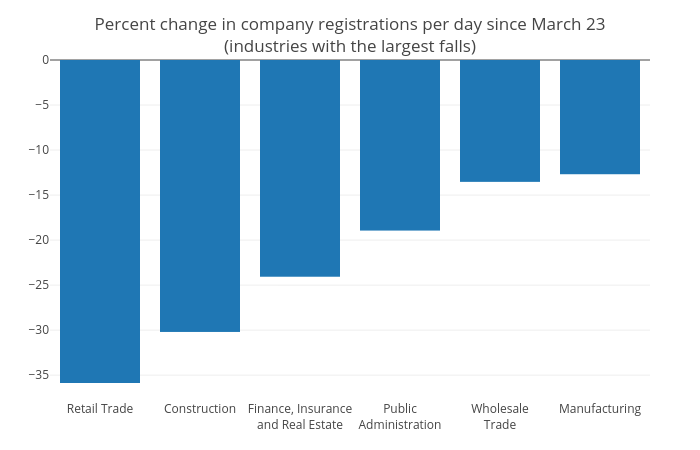 Percent change in company registrations per day since March 23
(industries with the largest falls)
0
−5
−10
−15
−20
−25
−30
−35
Retail Trade
Construction
Finance, Insurance
and Real Estate
Public
Administration
Wholesale
Trade
Manufacturing